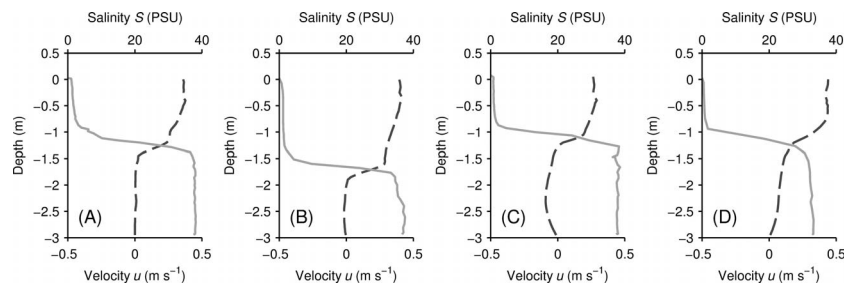 Salinity S (PSU) Salinity S (PSU) Salinity S (PSU) Salinity S (PSU)
0 20 40 0 20 40 0 20 40 0 20 40
0.5 0.5 0.5 0.5
0 0 0 0
−0.5 −0.5 −0.5 −0.5
−1 −1 −1 −1
Depth (m) Depth (m) Depth (m) Depth (m)
−1.5 −1.5 −1.5 −1.5
−2 −2 −2 −2
−2.5 (A) −2.5 (B) −2.5 (C) −2.5 (D)
−3 −3 −3 −3
−0.5 0 0.5 −0.5 0 0.5 −0.5 0 0.5 −0.5 0 0.5
Velocity u (m s⁻¹) Velocity u (m s⁻¹) Velocity u (m s⁻¹) Velocity u (m s⁻¹)